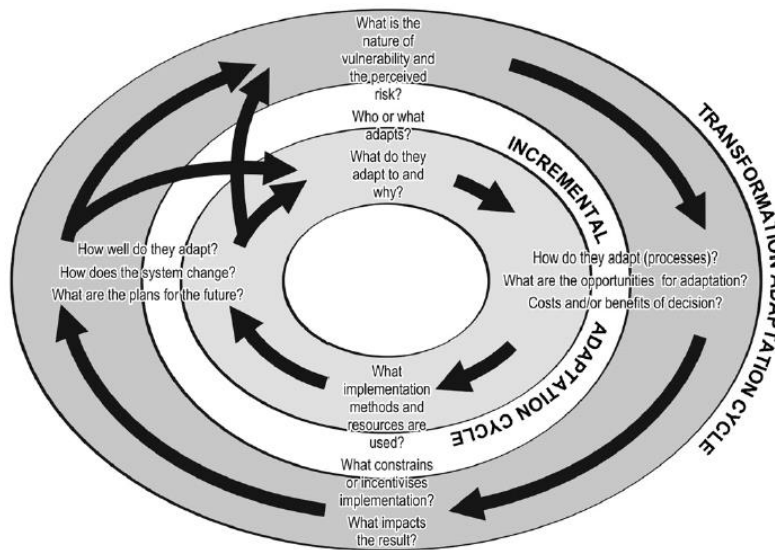 What is the
nature of
vulnerability and
the perceived
risk?
Who or what
adapts?
What do they
adapt to and
why?
INCREMENTAL
ADAPTATION CYCLE
TRANSFORMATION ADAPTATION
CYCLE
How well do they adapt?
How does the system change?
What are the plans for the future?
How do they adapt (processes)?
What are the opportunities for adaptation?
Costs and/or benefits of decision?
What
implementation
methods and
resources are
used?
What constrains
or incentivises
implementation?
What impacts
the result?